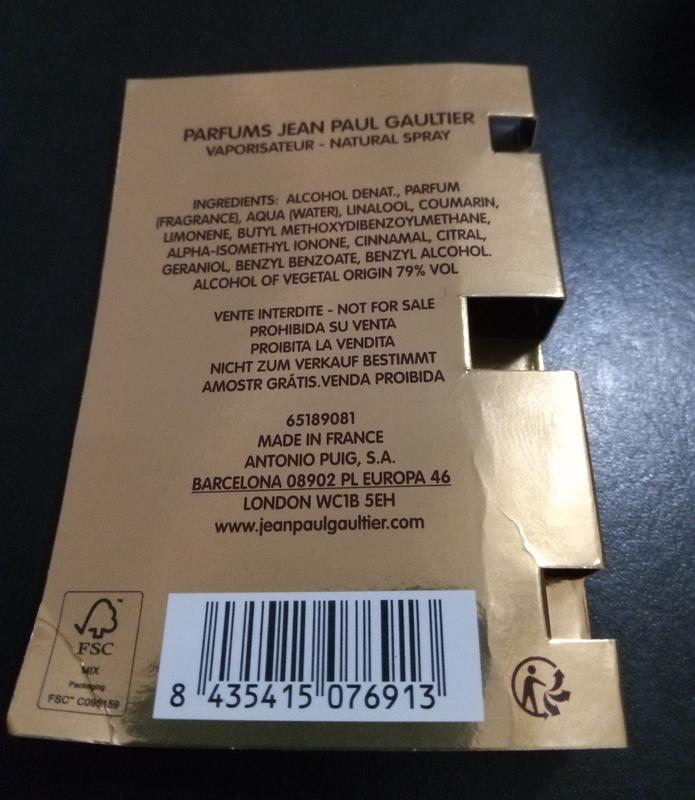 PARFUMS JEAN PAUL GAULTIER
VAPORISATEUR - NATURAL SPRAY
INGREDIENTS: ALCOHOL DENAT., PARFUM
(FRAGRANCE), AQUA (WATER), LINALOOL, COUMARIN,
LIMONENE, BUTYL METHOXYDIBENZOYLMETHANE,
ALPHA-ISOMETHYL IONONE, CINNAMAL, CITRAL,
GERANIOL, BENZYL BENZOATE, BENZYL ALCOHOL.
ALCOHOL OF VEGETAL ORIGIN 79% VOL
VENTE INTERDITE - NOT FOR SALE
PROHIBIDA SU VENTA
PROIBITA LA VENDITA
NICHT ZUM VERKAUF BESTIMMT
AMOSTR GRÁTIS.VENDA PROIBIDA
65189081
MADE IN FRANCE
ANTONIO PUIG, S.A.
BARCELONA 08902 PL EUROPA 46
LONDON WC1B 5EH
www.jeanpaulgaultier.com
FSC™
MIX
Packaging
FSC™ C095159
8 435415 076913